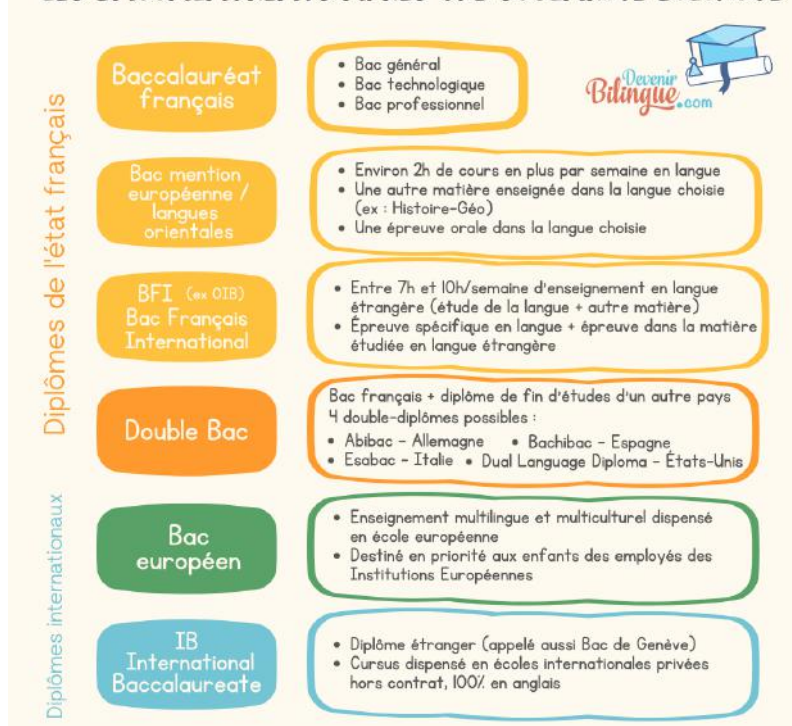 Devenir
Bilingue.com
Diplômes de l'état français
Baccalauréat
français
• Bac général
• Bac technologique
• Bac professionnel
Bac mention
européenne /
langues
orientales
• Environ 2h de cours en plus par semaine en langue
• Une autre matière enseignée dans la langue choisie
(ex : Histoire-Géo)
• Une épreuve orale dans la langue choisie
BFI (ex OIB)
Bac Français
International
• Entre 7h et 10h/semaine d'enseignement en langue
étrangère (étude de la langue + autre matière)
• Épreuve spécifique en langue + épreuve dans la matière
étudiée en langue étrangère
Double Bac
Bac français + diplôme de fin d'études d'un autre pays
4 double-diplômes possibles :
• Abibac - Allemagne • Bachibac - Espagne
• Esabac - Italie • Dual Language Diploma - États-Unis
Diplômes internationaux
Bac
européen
• Enseignement multilingue et multiculturel dispensé
en école européenne
• Destiné en priorité aux enfants des employés des
Institutions Européennes
IB
International
Baccalaureate
• Diplôme étranger (appelé aussi Bac de Genève)
• Cursus dispensé en écoles internationales privées
hors contrat, 100% en anglais